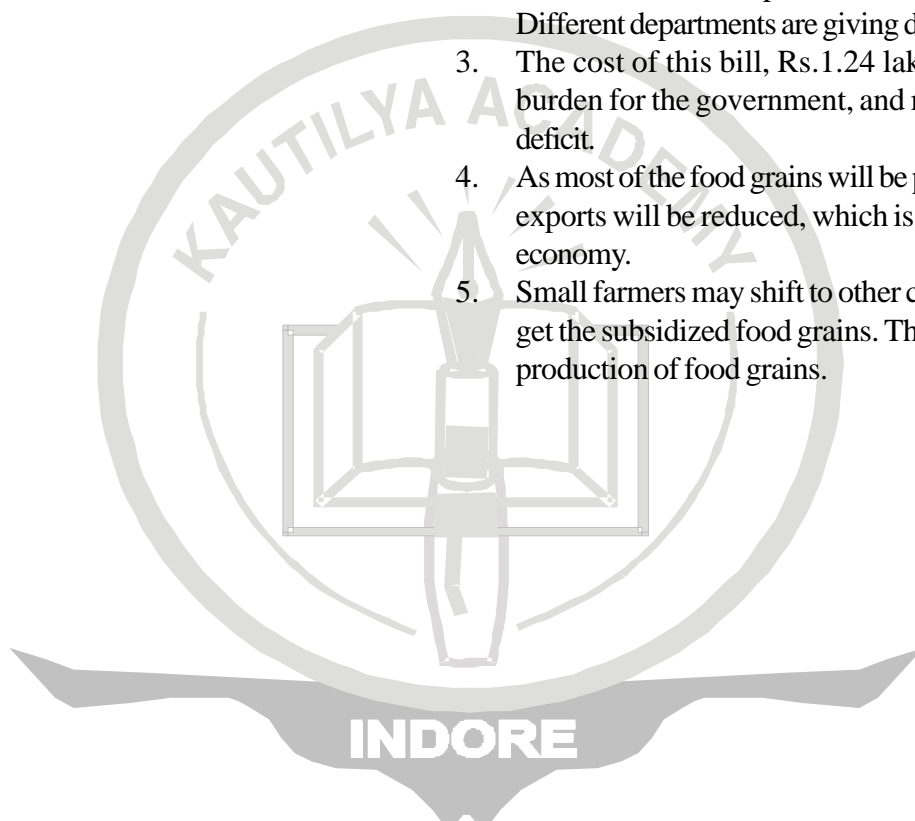 Different departments are giving
3. The cost of this bill, Rs.1.24
burden for the government, and
deficit.
4. As most of the food grains will be
exports will be reduced, which is
economy.
5. Small farmers may shift to other
get the subsidized food grains.
production of food grains.
KAUTILYA ACADEMY
INDORE